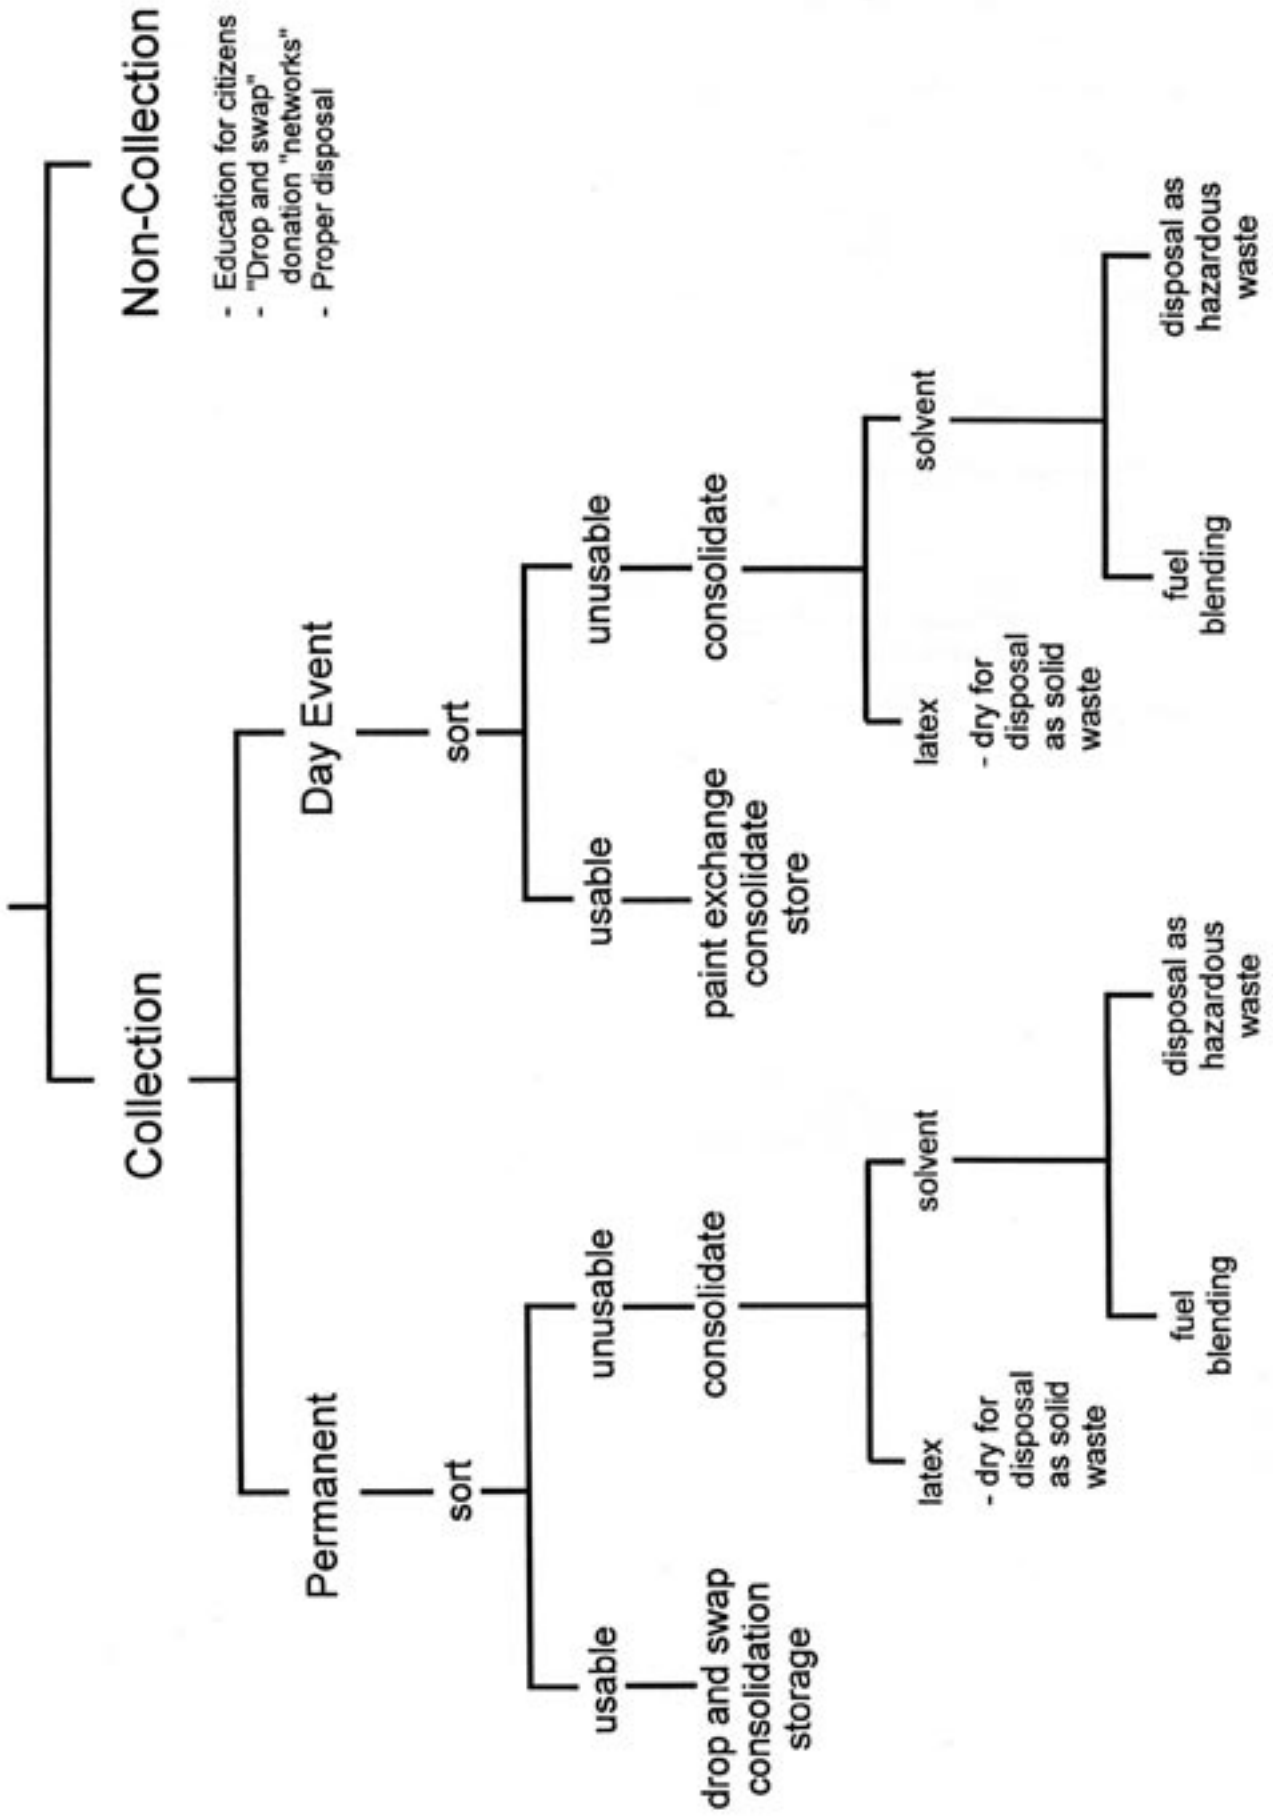 Collection
Non-Collection
- Education for citizens
- "Drop and swap"
donation "networks"
- Proper disposal
Permanent
Day Event
sort
sort
usable
unusable
usable
unusable
drop and swap
consolidation
storage
consolidate
paint exchange
consolidate
store
consolidate
latex
- dry for
disposal
as solid
waste
solvent
latex
- dry for
disposal
as solid
waste
solvent
fuel
blending
disposal as
hazardous
waste
fuel
blending
disposal as
hazardous
waste